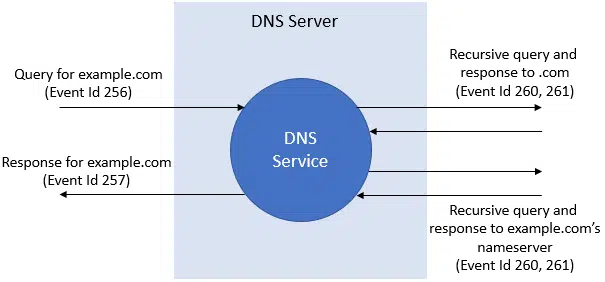 DNS Server
Query for example.com
(Event Id 256)
Recursive query and
response to .com
(Event Id 260, 261)
DNS
Service
Response for example.com
(Event Id 257)
Recursive query and
response to example.com’s
nameserver
(Event Id 260, 261)